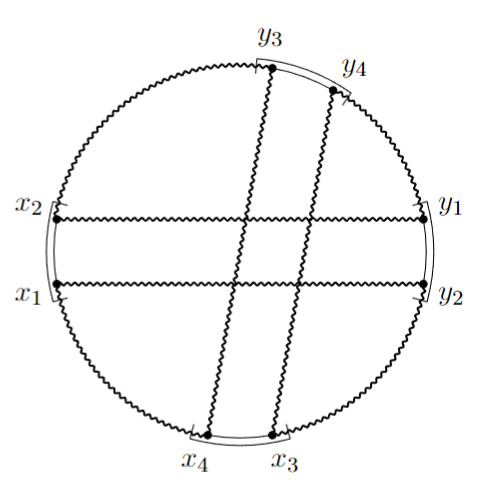 y₃
y₄
x₂ y₁
x₁ y₂
x₄ x₃